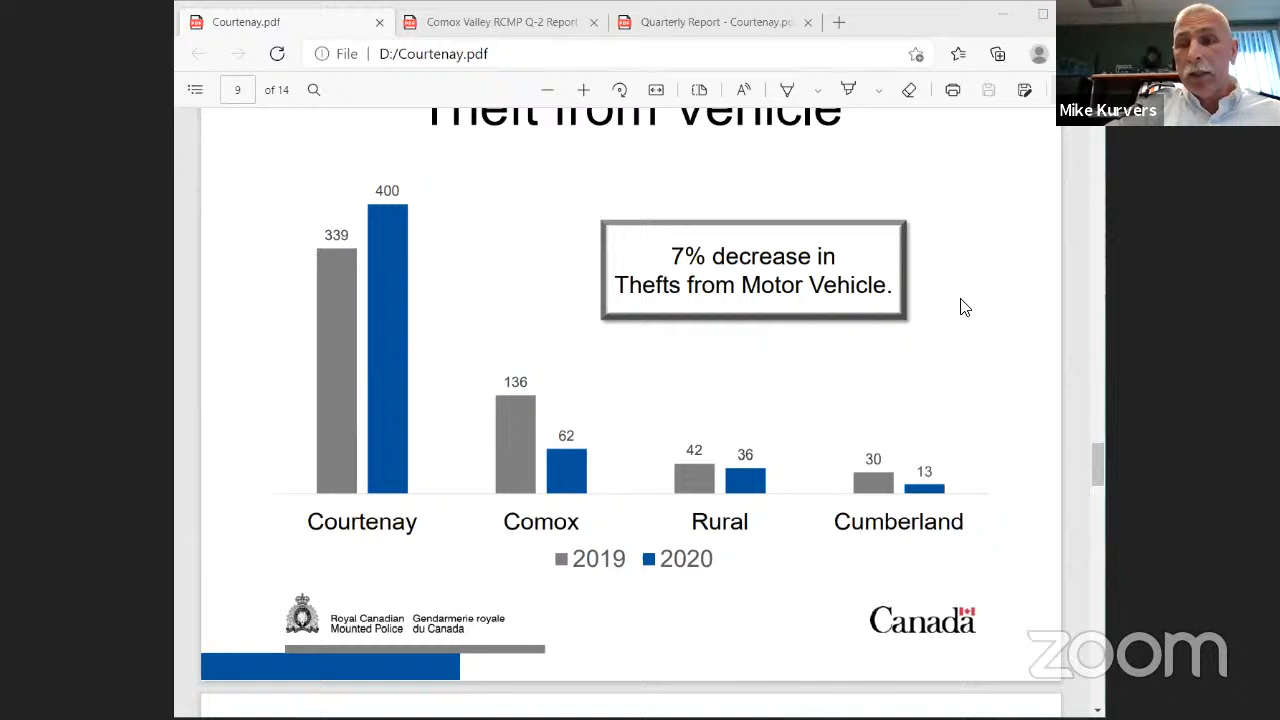 Courtenay.pdf
Comox Valley RCMP Q-2 Report
Quarterly Report - Courtenay.pd
File
D:/Courtenay.pdf
9
of 14
Mike Kurvers
Theft from Vehicle
400
339
7% decrease in
Thefts from Motor Vehicle.
136
62
42
36
30
13
Courtenay
Comox
Rural
Cumberland
2019
2020
Royal Canadian
Mounted Police
Gendarmerie royale
du Canada
Canada
zoom